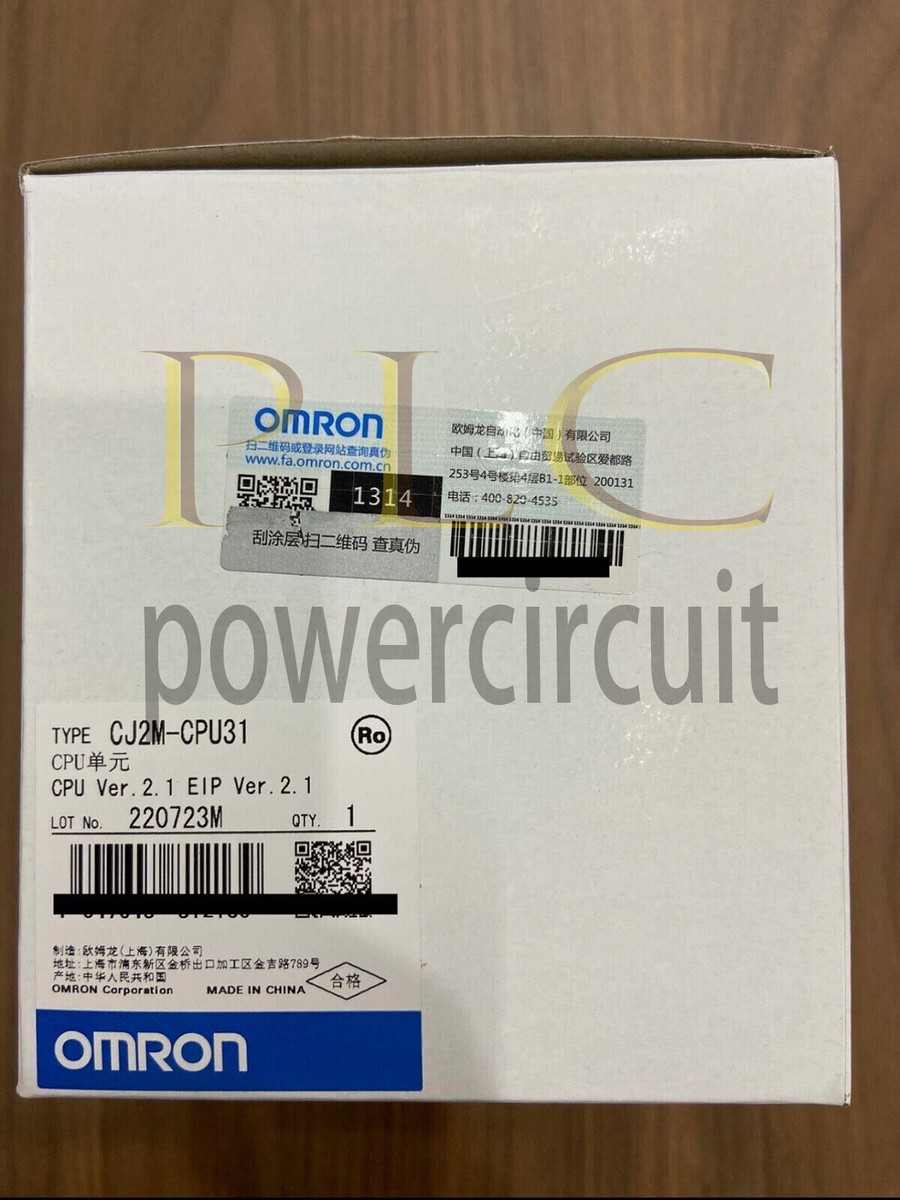 PLC
OMRON
扫二维码或登录网站查询真伪
www.fa.omron.com.cn
1314
刮涂层 扫二维码 查真伪
欧姆龙自动化（中国）有限公司
中国（上海）自由贸易试验区爱都路
253号4号楼第4层B1-1部位 200131
电话：400-820-4535
powercircuit
TYPE CJ2M-CPU31
Ro
CPU单元
CPU Ver.2.1 EIP Ver.2.1
LOT No. 220723M QTY. 1
制造:欧姆龙(上海)有限公司
地址:上海市浦东新区金桥出口加工区金吉路789号
产地:中华人民共和国
OMRON Corporation MADE IN CHINA
合格
OMRON